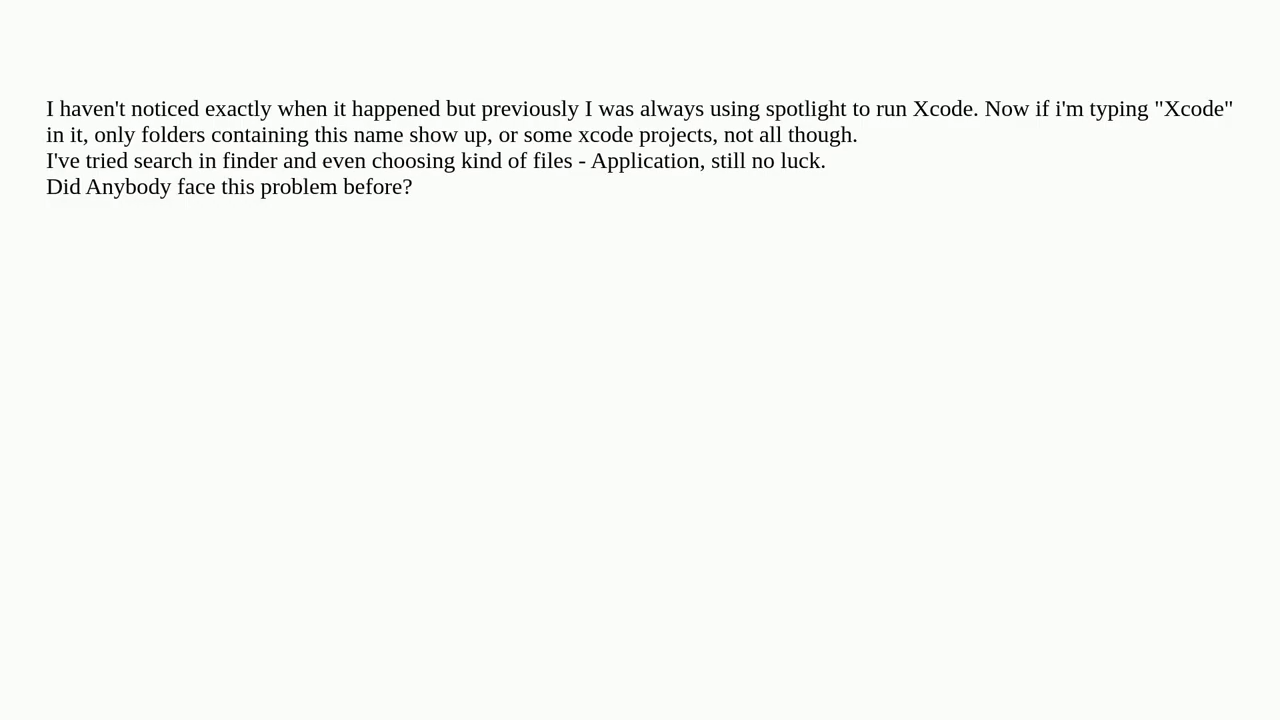 I haven't noticed exactly when it happened but previously I was always using spotlight to run Xcode. Now if i'm typing "Xcode"
in it, only folders containing this name show up, or some xcode projects, not all though.
I've tried search in finder and even choosing kind of files - Application, still no luck.
Did Anybody face this problem before?